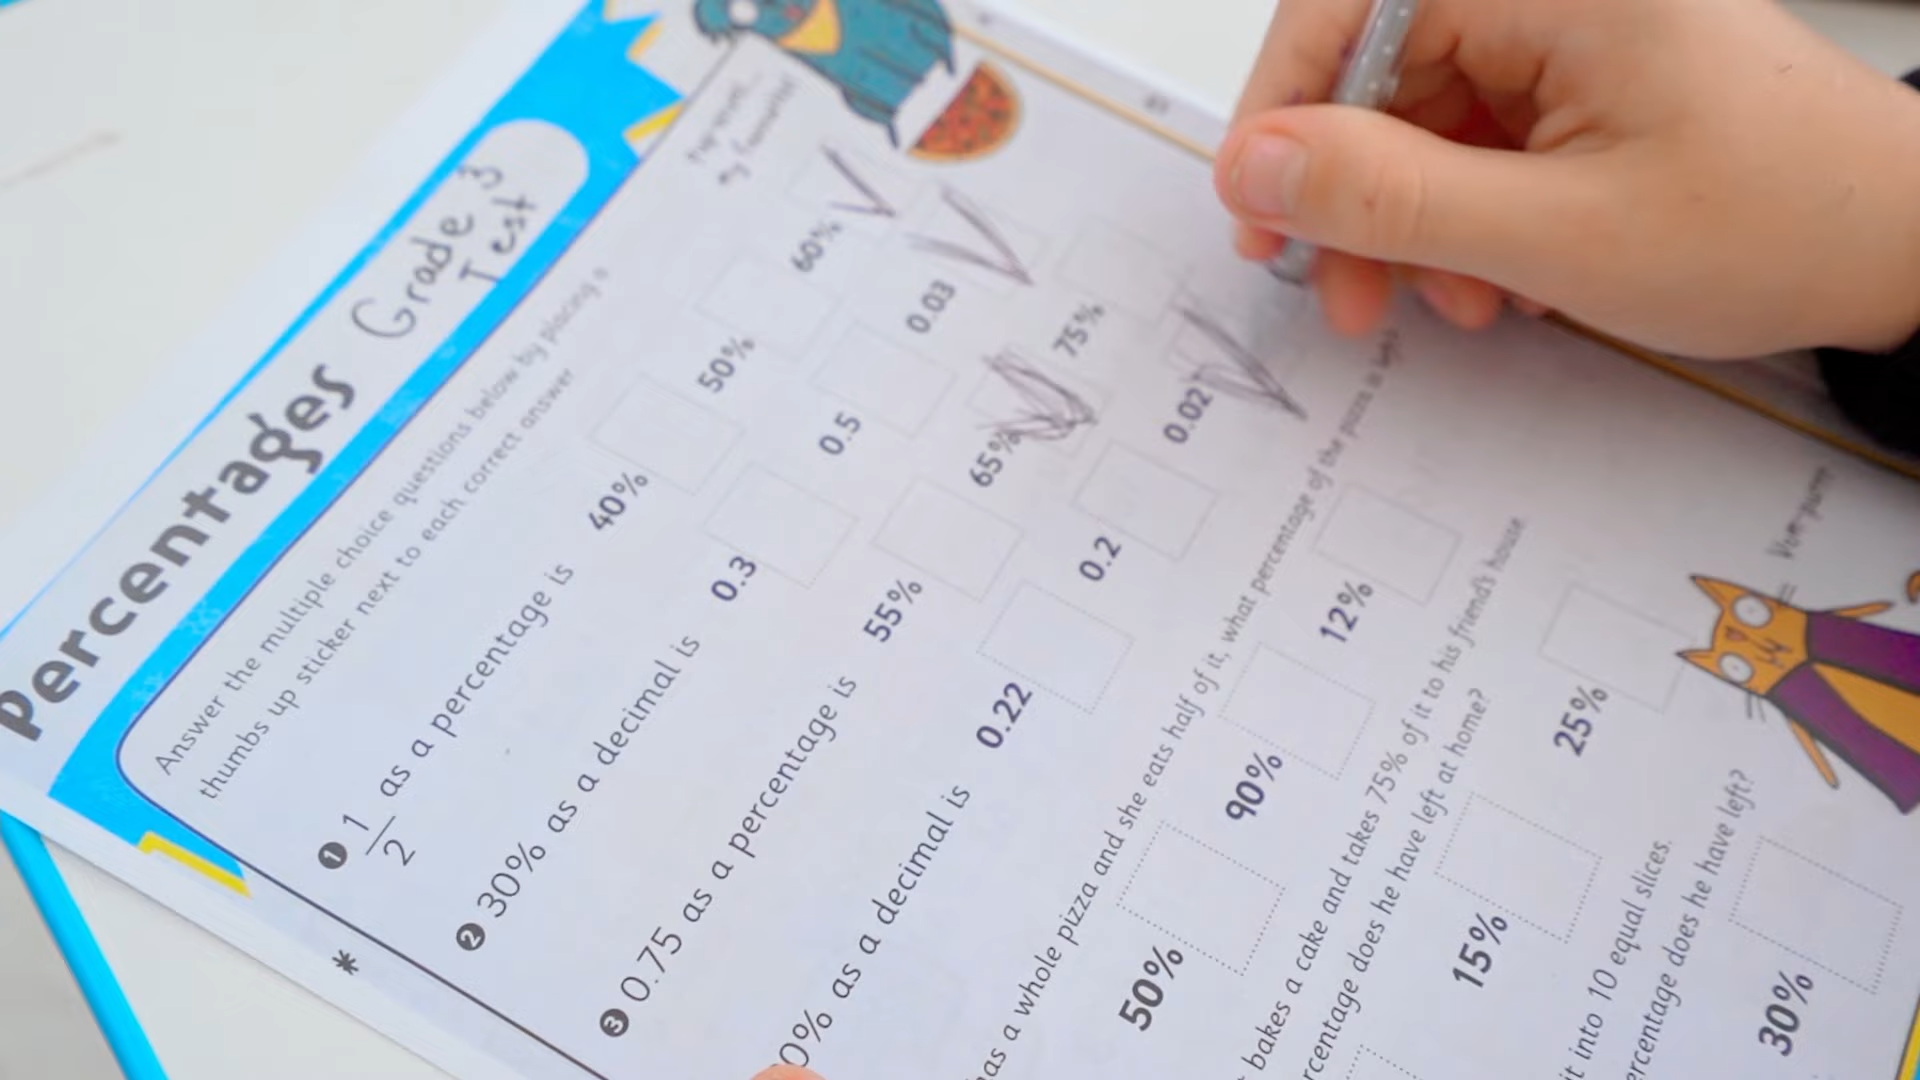 Percentages Grade 3
Test
Answer the multiple choice questions below by placing a
thumbs up sticker next to each correct answer.
1 1/2 as a percentage is 40% 50% 60%
2 30% as a decimal is 0.3 0.5 0.03
3 0.75 as a percentage is 55% 65% 75%
0% as a decimal is 0.22 0.2 0.02
has a whole pizza and she eats half of it, what percentage of the pizza is left?
50% 90% 12%
bakes a cake and takes 75% of it to his friend's house.
percentage does he have left at home?
15% 25%
it into 10 equal slices.
percentage does he have left?
30%